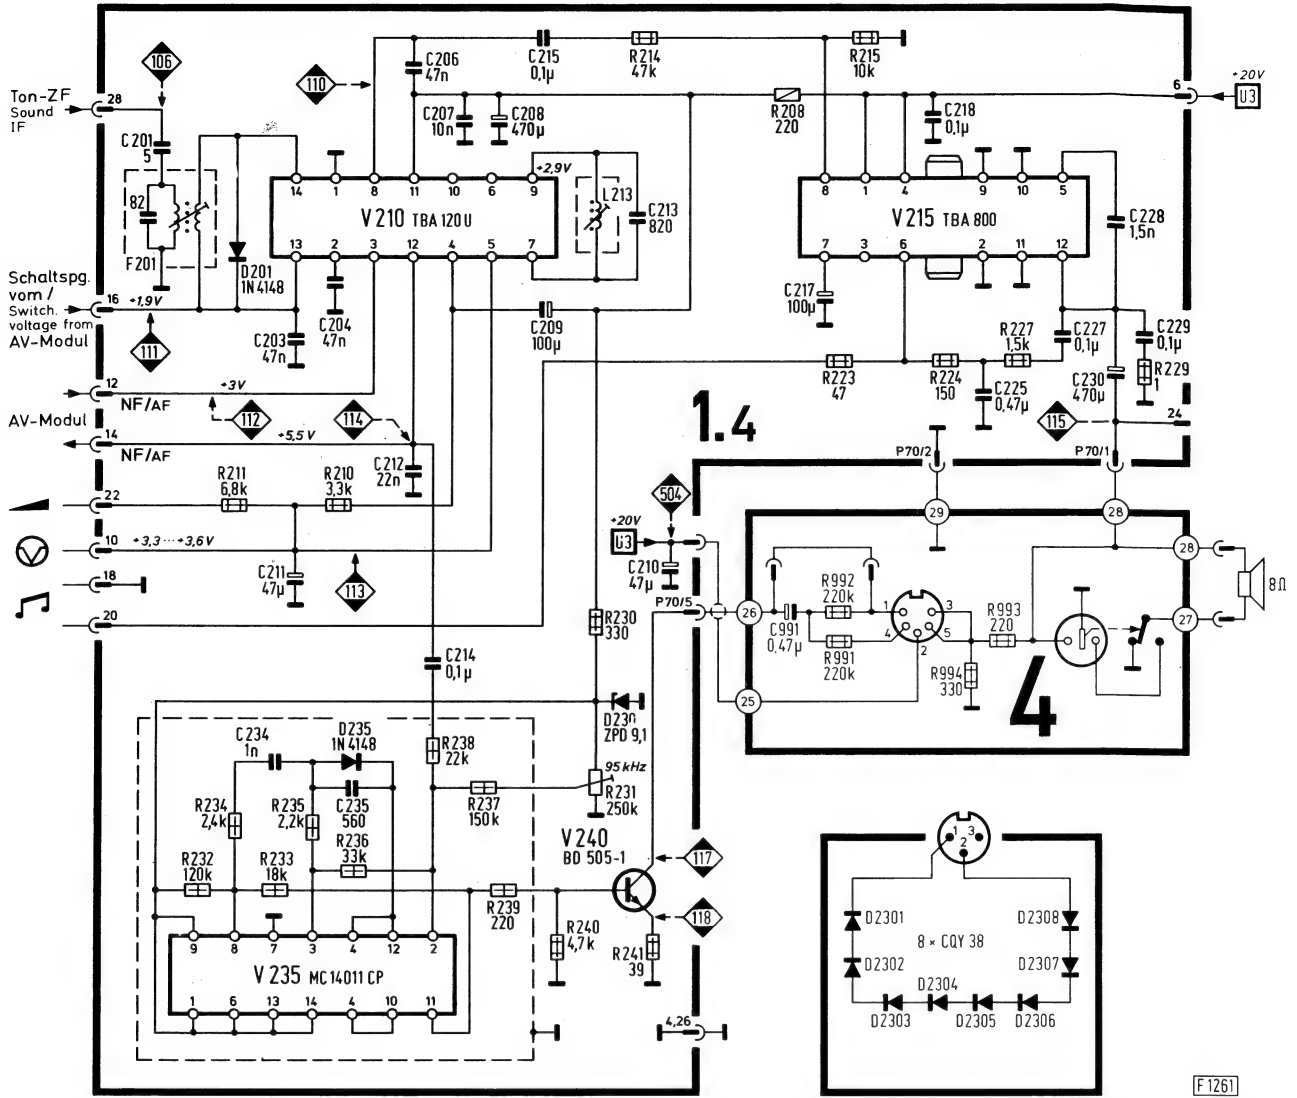 106
110
C206
47n
C215
0,1µ
R214
47k
R215
10k
+20V
U3
6
Ton-ZF
Sound
IF
28
C201
5
C207
10n
C208
470µ
R208
220
C218
0,1µ
+2,9V
14
1
8
11
10
6
9
8
1
4
9
10
5
82
F201
V210 TBA 120U
L213
C213
820
V215 TBA 800
C228
1,5n
13
2
3
12
4
5
7
7
3
6
2
11
12
D201
1N4148
Schaltspg.
vom /
Switch.
voltage from
AV-Modul
16
+1,9V
111
C203
47n
C204
47n
C209
100µ
C217
100µ
R227
1,5k
C227
0,1µ
C229
0,1µ
R223
47
R224
150
C225
0,47µ
C230
470µ
R229
1
12
+3V
NF/AF
112
114
AV-Modul
14
+5,5V
NF/AF
1.4
115
24
P70/2
P70/1
C212
22n
R211
6,8k
R210
3,3k
22
504
+20V
U3
29
28
10
+3,3...+3,6V
C211
47µ
113
C210
47µ
28
8Ω
18
20
P70/5
26
R992
220k
C991
0,47µ
R991
220k
1
3
4
5
2
R993
220
R994
330
27
R230
330
C214
0,1µ
25
4
D230
ZPD 9,1
C234
1n
D235
1N4148
R238
22k
95kHz
R231
250k
R234
2,4k
R235
2,2k
C235
560
R237
150k
R236
33k
V240
BD 505-1
117
R232
120k
R233
18k
R239
220
118
R240
4,7k
R241
39
9
8
7
3
4
12
2
V235 MC14011 CP
1
6
13
14
4
10
11
4,26
1
2
3
D2301
D2308
8 × CQY 38
D2302
D2307
D2304
D2303
D2305
D2306
F 1261